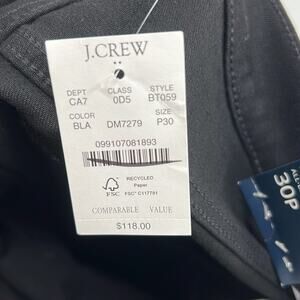 J.CREW
DEPT CLASS STYLE
CA7 0D5 BT059
COLOR SIZE
BLA DM7279 P30
099107081893
RECYCLED
Paper
FSC FSC® C117781
COMPARABLE VALUE
$118.00
30P